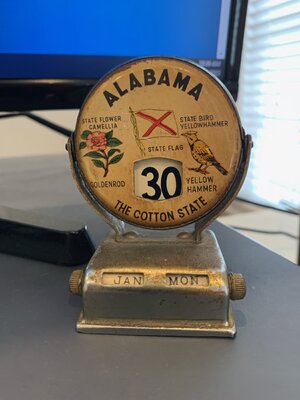 ALABAMA
STATE FLOWER
CAMELLIA
STATE BIRD
YELLOWHAMMER
STATE FLAG
GOLDENROD
30
YELLOW
HAMMER
THE COTTON STATE
JAN MON